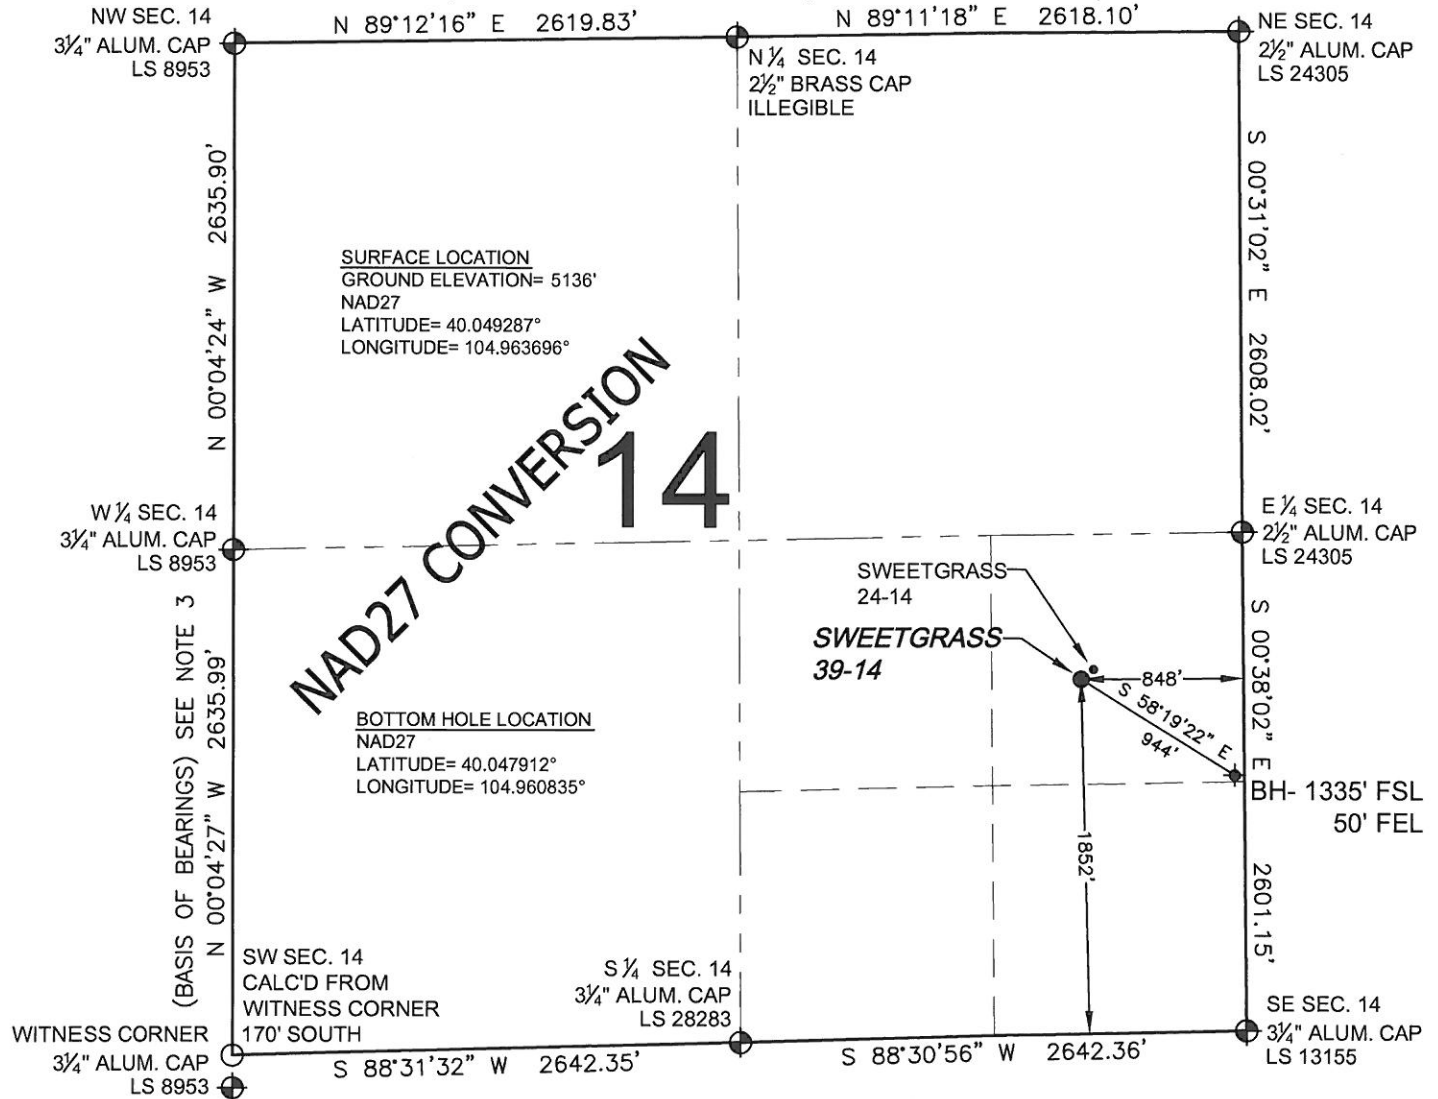 NW SEC. 14
3¼" ALUM. CAP
LS 8953
N 89°12'16" E 2619.83'
N 89°11'18" E 2618.10'
NE SEC. 14
2½" ALUM. CAP
LS 24305
N ¼ SEC. 14
2½" BRASS CAP
ILLEGIBLE
N 00°04'24" W 2635.90'
S 00°31'02" E 2608.02'
SURFACE LOCATION
GROUND ELEVATION= 5136'
NAD27
LATITUDE= 40.049287°
LONGITUDE= 104.963696°
NAD27 CONVERSION
14
W ¼ SEC. 14
3¼" ALUM. CAP
LS 8953
E ¼ SEC. 14
2½" ALUM. CAP
LS 24305
SWEETGRASS
24-14
SWEETGRASS
39-14
848'
S 58°19'22" E
944'
S 00°38'02" E 2601.15'
BH- 1335' FSL
50' FEL
1852'
BOTTOM HOLE LOCATION
NAD27
LATITUDE= 40.047912°
LONGITUDE= 104.960835°
(BASIS OF BEARINGS) SEE NOTE 3
N 00°04'27" W 2635.99'
SW SEC. 14
CALC'D FROM
WITNESS CORNER
170' SOUTH
WITNESS CORNER
3¼" ALUM. CAP
LS 8953
S 88°31'32" W 2642.35'
S ¼ SEC. 14
3¼" ALUM. CAP
LS 28283
S 88°30'56" W 2642.36'
SE SEC. 14
3¼" ALUM. CAP
LS 13155